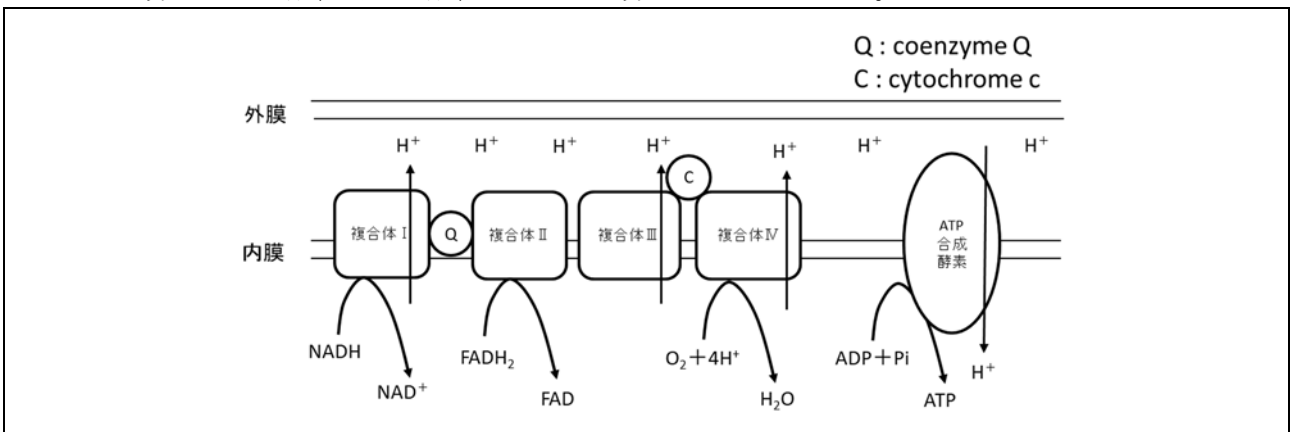 Q : coenzyme Q
C : cytochrome c
外膜
H⁺ H⁺ H⁺ H⁺ H⁺ H⁺ H⁺
C
複合体Ⅰ Q 複合体Ⅱ 複合体Ⅲ 複合体Ⅳ
ATP
合成
酵素
内膜
NADH
NAD⁺
FADH₂
FAD
O₂+4H⁺
H₂O
ADP+Pi
ATP
H⁺